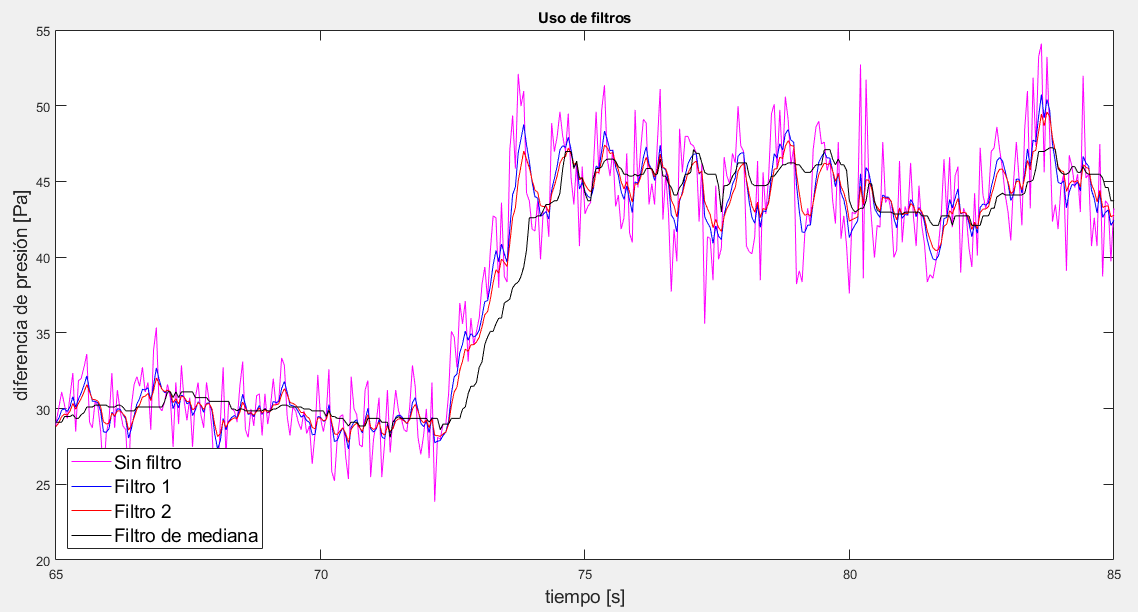 Uso de filtros
55
50
45
40
35
30
25
20
diferencia de presión [Pa]
Sin filtro
Filtro 1
Filtro 2
Filtro de mediana
65 70 75 80 85
tiempo [s]